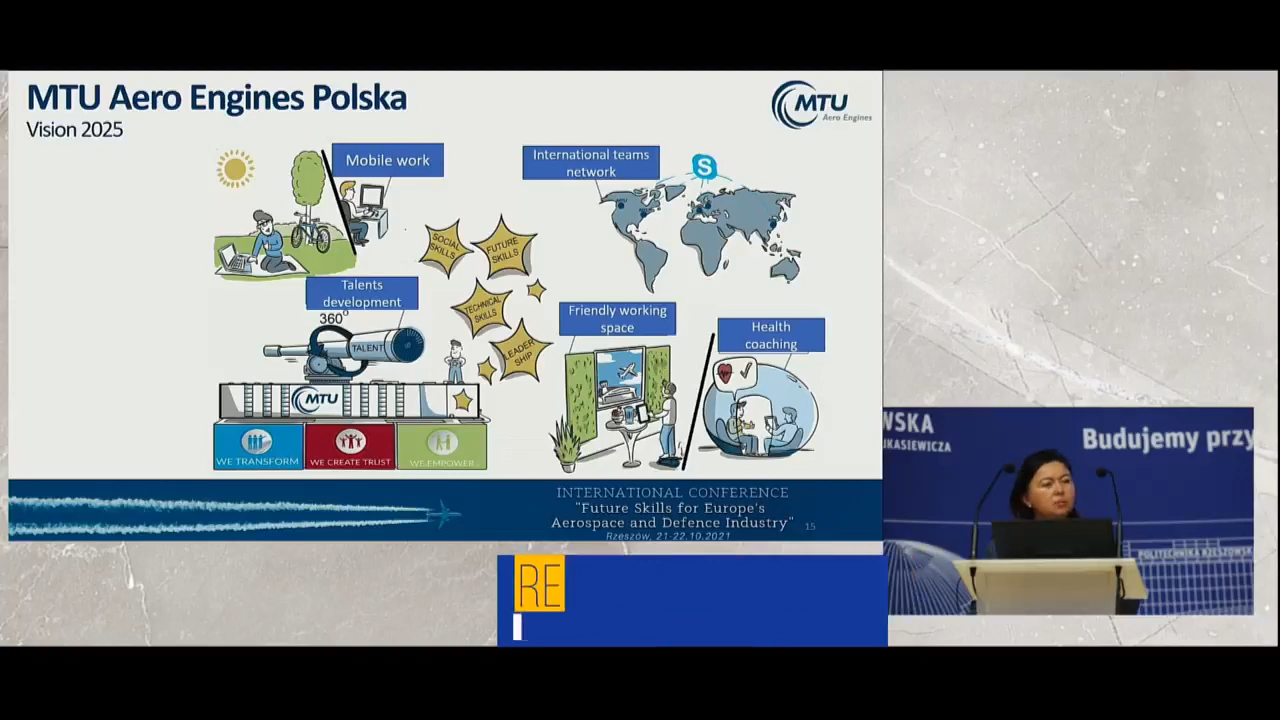 MTU Aero Engines Polska
Vision 2025
MTU
Aero Engines
Mobile work
International teams
network
S
SOCIAL
SKILLS
FUTURE
SKILLS
Talents
development
360°
TECHNICAL
SKILLS
LEADER
SHIP
TALENT
Friendly working
space
Health
coaching
MTU
WE TRANSFORM
WE CREATE TRUST
WE EMPOWER
INTERNATIONAL CONFERENCE
"Future Skills for Europe's
Aerospace and Defence Industry"
Rzeszów, 21-22.10.2021
15
WSKA
UKASIEWICZA
Budujemy przy
POLITECHNIKA RZESZOWSK
RE